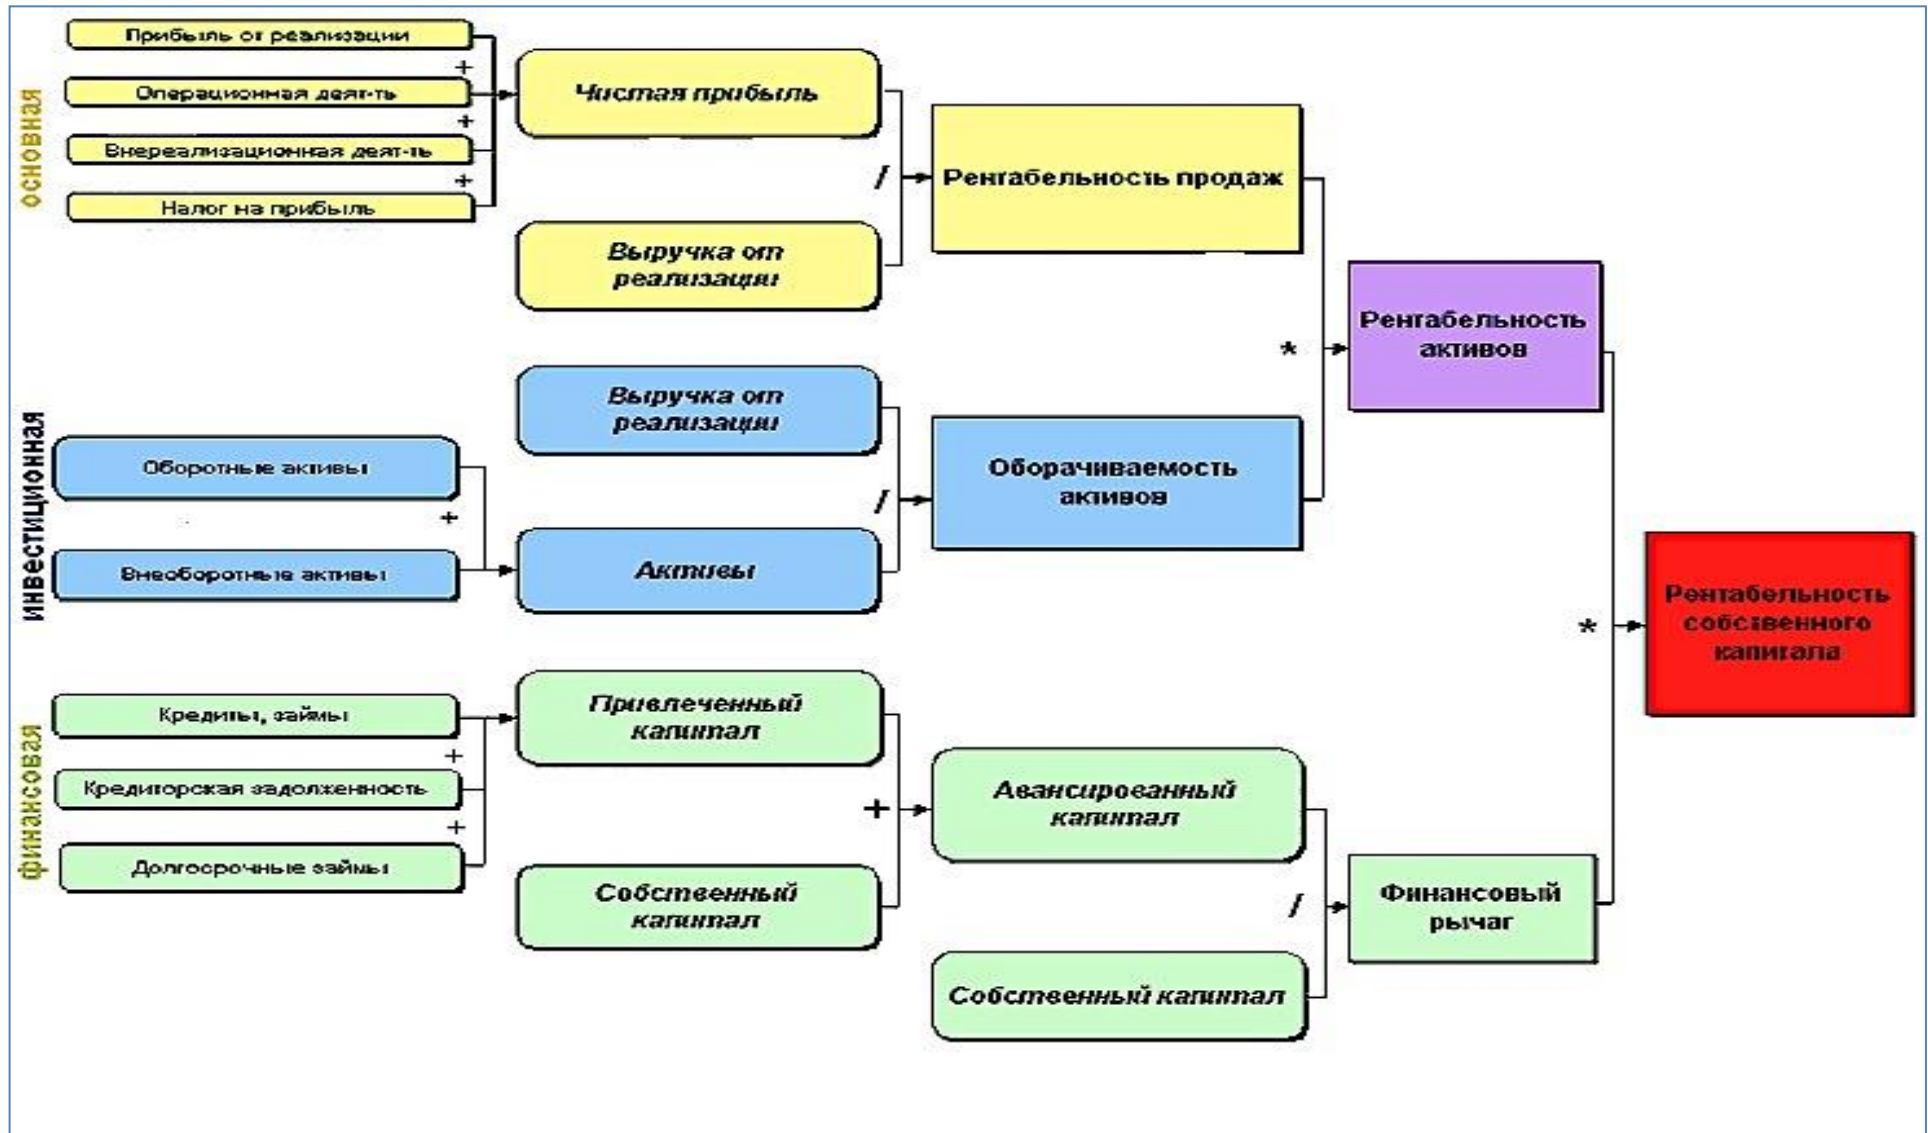 основная
Прибыль от реализации
+
Операционная деят-ть
+
Внереализационная деят-ть
+
Налог на прибыль
Чистая прибыль
/
Выручка от
реализации
Рентабельность продаж
инвестиционная
Оборотные активы
+
Внеоборотные активы
Выручка от
реализации
/
Активы
Оборачиваемость
активов
*
Рентабельность
активов
финансовая
Кредиты, займы
+
Кредиторская задолженность
+
Долгосрочные займы
Привлеченный
капитал
+
Собственный
капитал
Авансированный
капитал
/
Собственный капитал
Финансовый
рычаг
*
Рентабельность
собственного
капитала